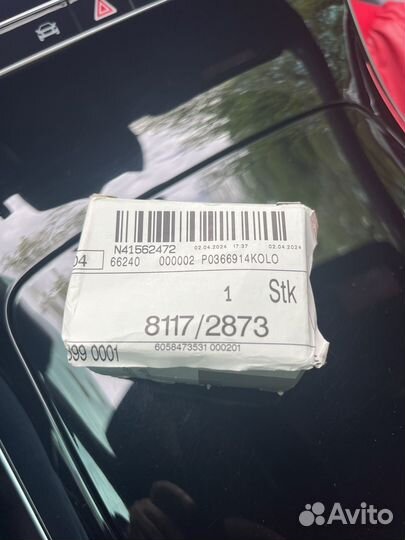 N41562472 02.04.2024 17:37 02.04.2024
04 66240 000002 P0366914KOLO
1 Stk
8117/2873
399 0001
6058473531 000201
Avito